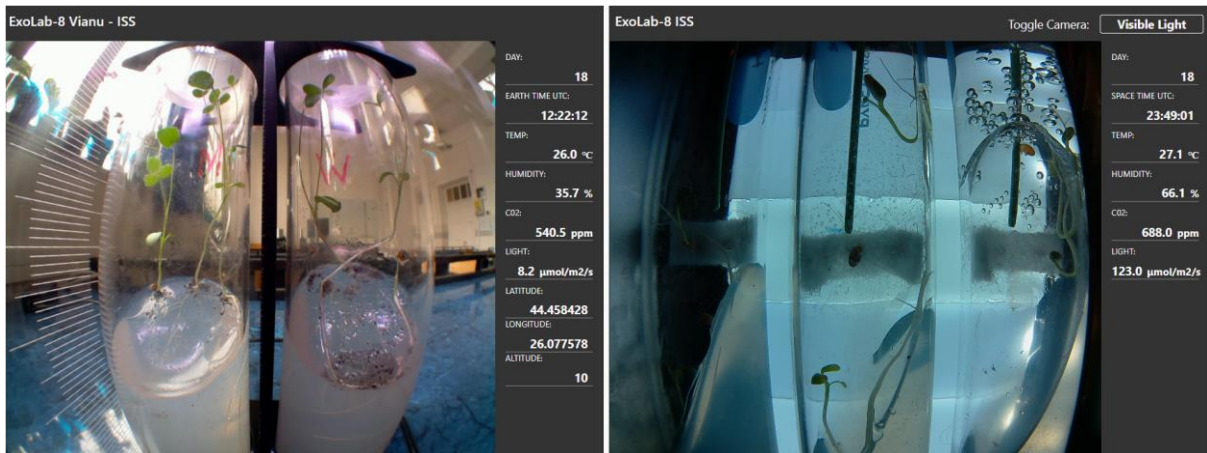 ExoLab-8 Vianu - ISS
DAY:
18
EARTH TIME UTC:
12:22:12
TEMP:
26.0 °C
HUMIDITY:
35.7 %
C02:
540.5 ppm
LIGHT:
8.2 µmol/m2/s
LATITUDE:
44.458428
LONGITUDE:
26.077578
ALTITUDE:
10
M
W
ExoLab-8 ISS
Toggle Camera: Visible Light
DAY:
18
SPACE TIME UTC:
23:49:01
TEMP:
27.1 °C
HUMIDITY:
66.1 %
C02:
688.0 ppm
LIGHT:
123.0 µmol/m2/s